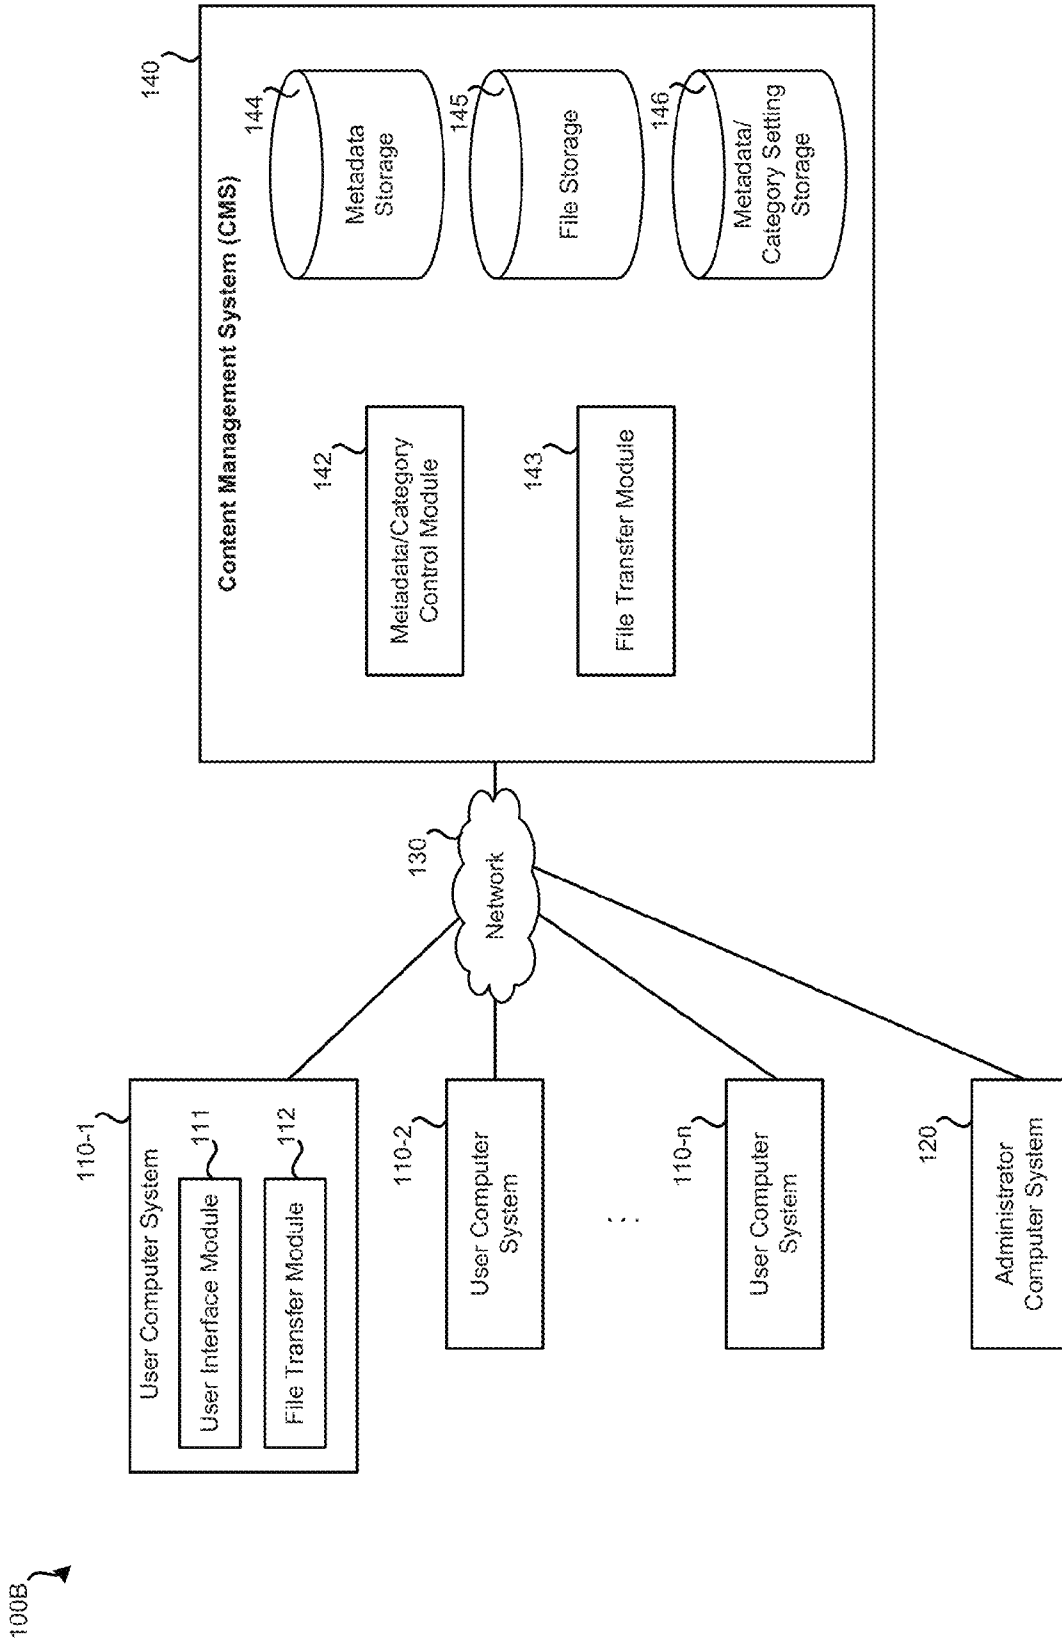 100B
110-1
User Computer System
User Interface Module
111
File Transfer Module
112
110-2
User Computer
System
...
110-n
User Computer
System
120
Administrator
Computer System
130
Network
140
Content Management System (CMS)
142
Metadata/Category
Control Module
143
File Transfer Module
144
Metadata
Storage
145
File Storage
146
Metadata/
Category Setting
Storage